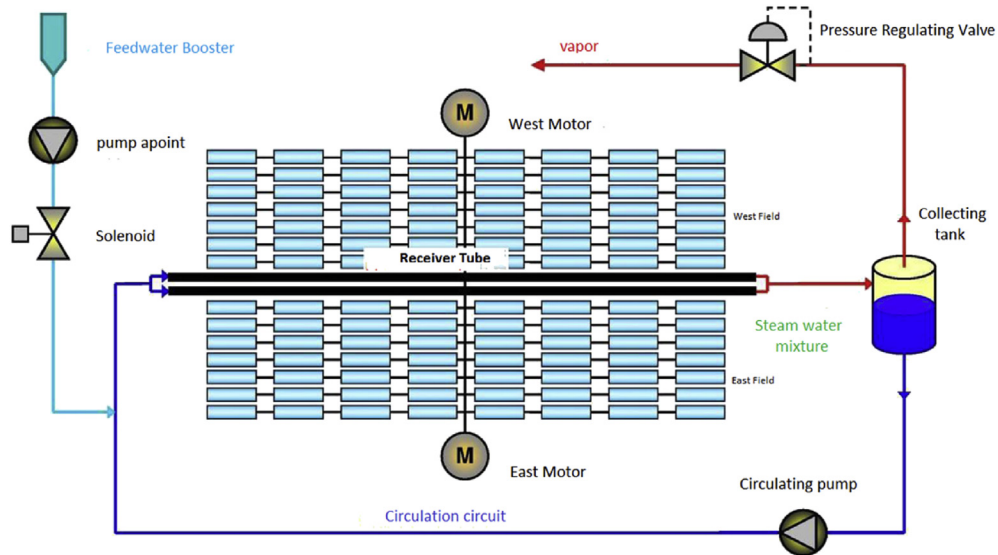 Feedwater Booster
Pressure Regulating Valve
vapor
M
West Motor
pump apoint
West Field
Solenoid
Collecting
tank
Receiver Tube
Steam water
mixture
East Field
M
East Motor
Circulating pump
Circulation circuit